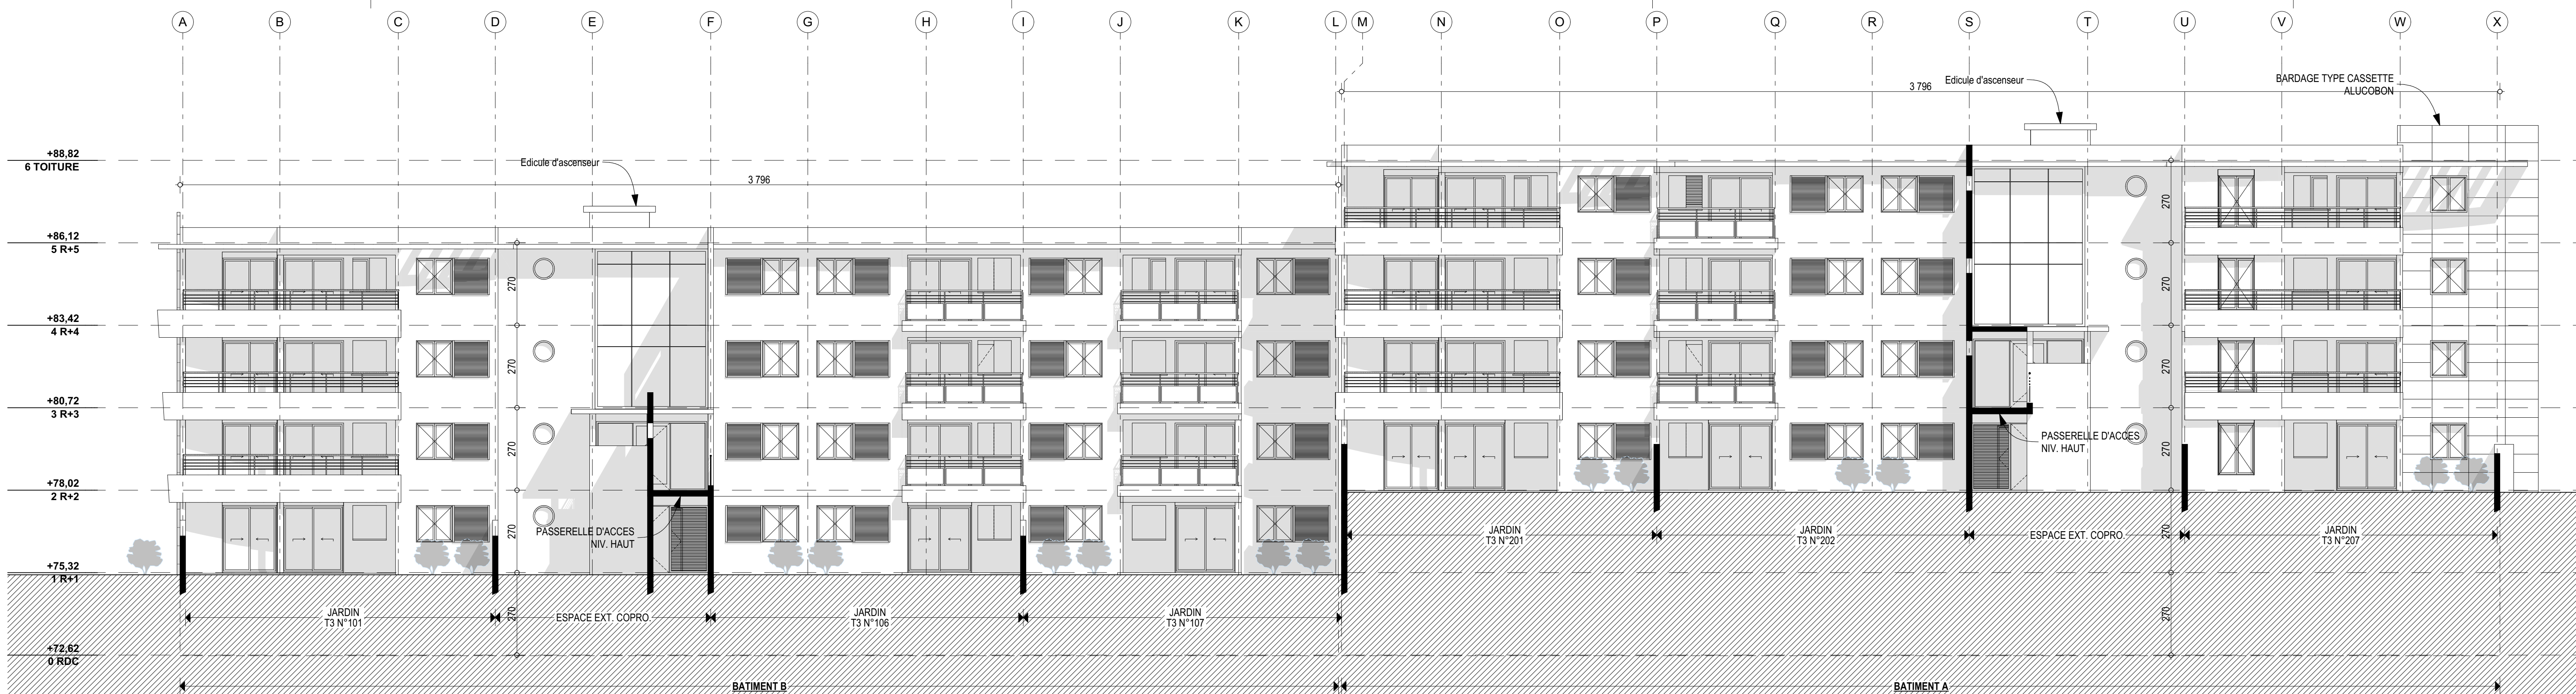 A B C D E F G H I J K L M N O P Q R S T U V W X
Edicule d'ascenseur
BARDAGE TYPE CASSETTE
ALUCOBON
3 796
+88,82
6 TOITURE
Edicule d'ascenseur
3 796
+86,12
5 R+5
270
270
+83,42
4 R+4
270
270
+80,72
3 R+3
270
270
PASSERELLE D'ACCES
NIV. HAUT
270
270
+78,02
2 R+2
PASSERELLE D'ACCES
NIV. HAUT
270
270
JARDIN
T3 N°201
JARDIN
T3 N°202
ESPACE EXT. COPRO.
JARDIN
T3 N°207
+75,32
1 R+1
270
270
JARDIN
T3 N°101
ESPACE EXT. COPRO.
JARDIN
T3 N°106
JARDIN
T3 N°107
+72,62
0 RDC
BATIMENT B
BATIMENT A